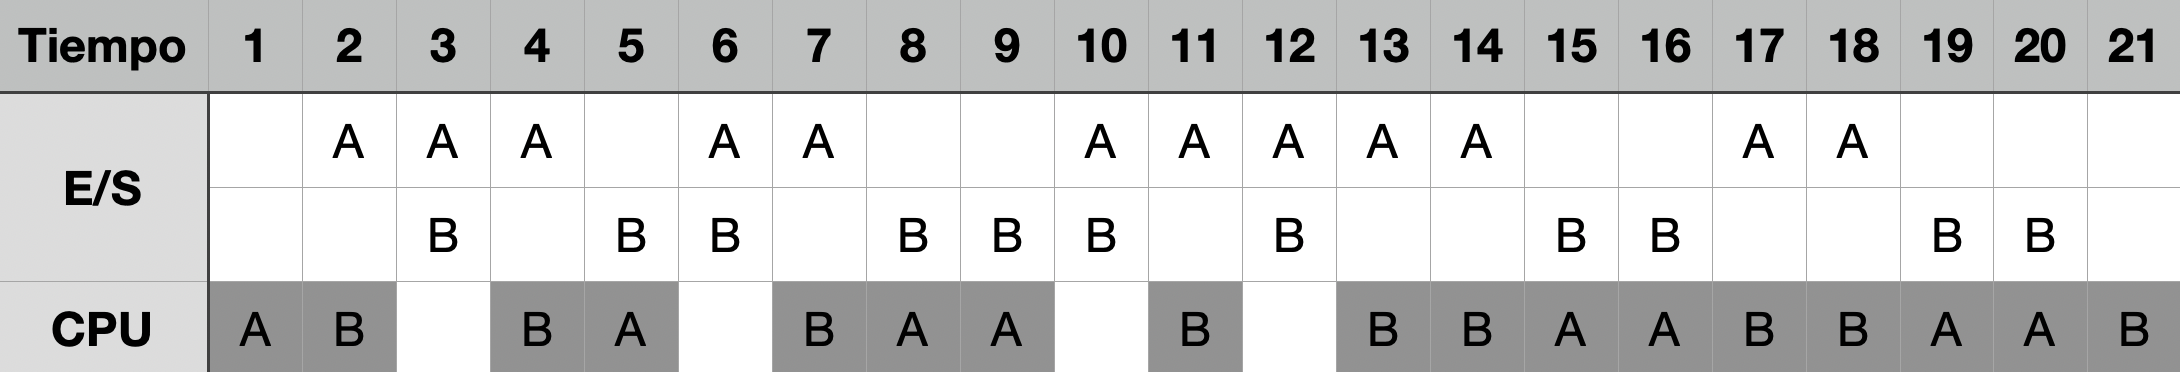 Tiempo 1 2 3 4 5 6 7 8 9 10 11 12 13 14 15 16 17 18 19 20 21
A A A A A A A A A A A A
E/S
B B B B B B B B B B B
CPU A B B A B A A B B B A A B B A A B